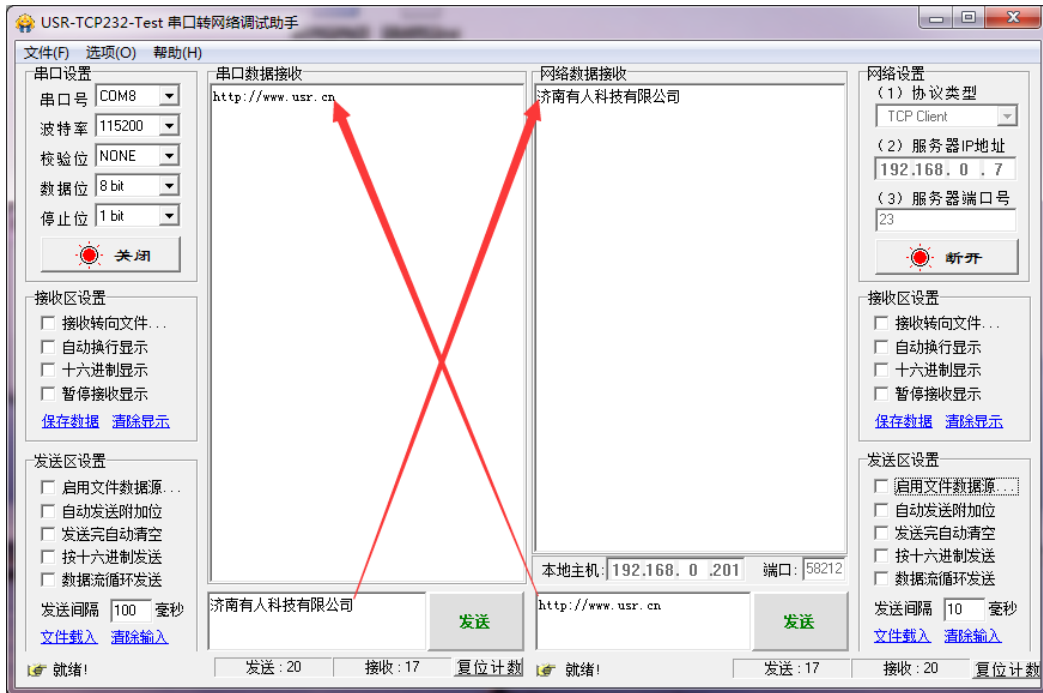 USR-TCP232-Test 串口转网络调试助手
文件(F) 选项(O) 帮助(H)
串口设置
串口号 COM8
波特率 115200
校验位 NONE
数据位 8 bit
停止位 1 bit
关闭
接收区设置
接收转向文件...
自动换行显示
十六进制显示
暂停接收显示
保存数据 清除显示
发送区设置
启用文件数据源...
自动发送附加位
发送完自动清空
按十六进制发送
数据流循环发送
发送间隔 100 毫秒
文件载入 清除输入
就绪!
串口数据接收
http://www.usr.cn
济南有人科技有限公司
发送
发送 : 20 接收 : 17 复位计数
网络数据接收
济南有人科技有限公司
本地主机: 192.168. 0 .201 端口: 58212
http://www.usr.cn
发送
就绪!
发送 : 17 接收 : 20 复位计数
网络设置
(1) 协议类型
TCP Client
(2) 服务器IP地址
192.168. 0 . 7
(3) 服务器端口号
23
断开
接收区设置
接收转向文件...
自动换行显示
十六进制显示
暂停接收显示
保存数据 清除显示
发送区设置
启用文件数据源...
自动发送附加位
发送完自动清空
按十六进制发送
数据流循环发送
发送间隔 10 毫秒
文件载入 清除输入